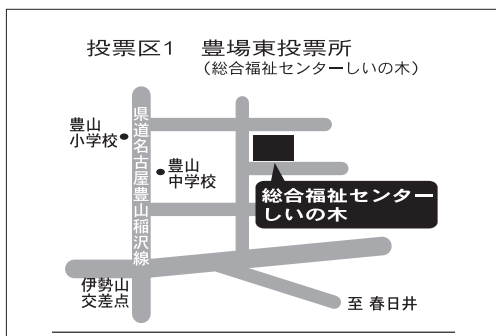 投票区1 豊場東投票所
（総合福祉センターしいの木）
豊山
小学校
県道名古屋豊山稲沢線
豊山
中学校
総合福祉センター
しいの木
伊勢山
交差点
至 春日井